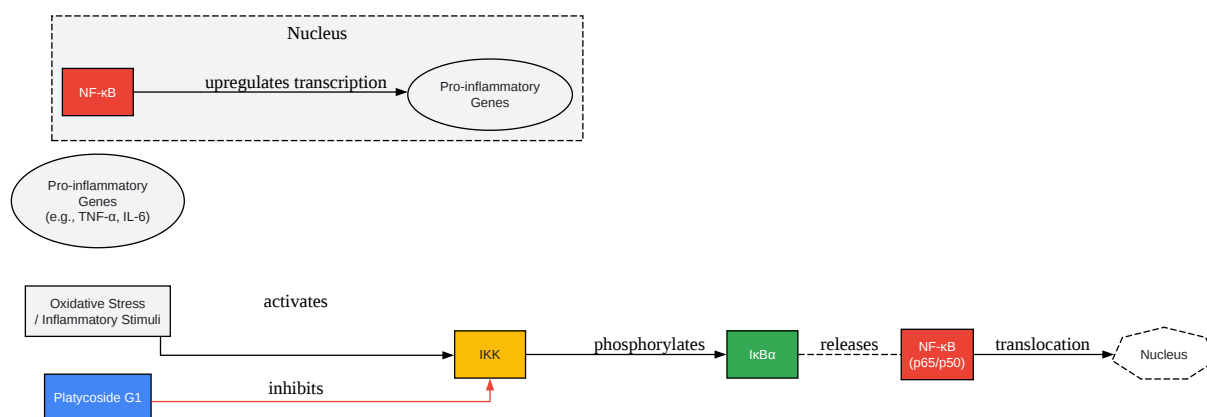 Nucleus
NF-κB
upregulates transcription
Pro-inflammatory
Genes
Pro-inflammatory
Genes
(e.g., TNF-α, IL-6)
Oxidative Stress
/ Inflammatory Stimuli
activates
IKK
phosphorylates
IκBα
releases
NF-κB
(p65/p50)
translocation
Nucleus
Platycoside G1
inhibits